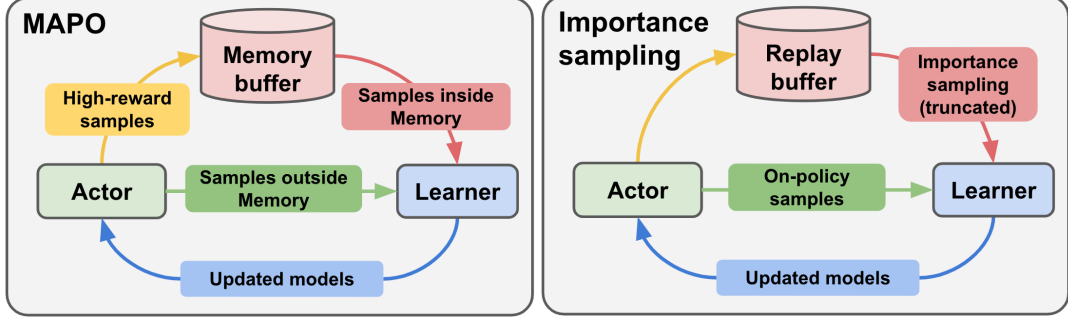 MAPO
Memory
buffer
High-reward
samples
Samples inside
Memory
Actor
Samples outside
Memory
Learner
Updated models
Importance
sampling
Replay
buffer
Importance
sampling
(truncated)
Actor
On-policy
samples
Learner
Updated models